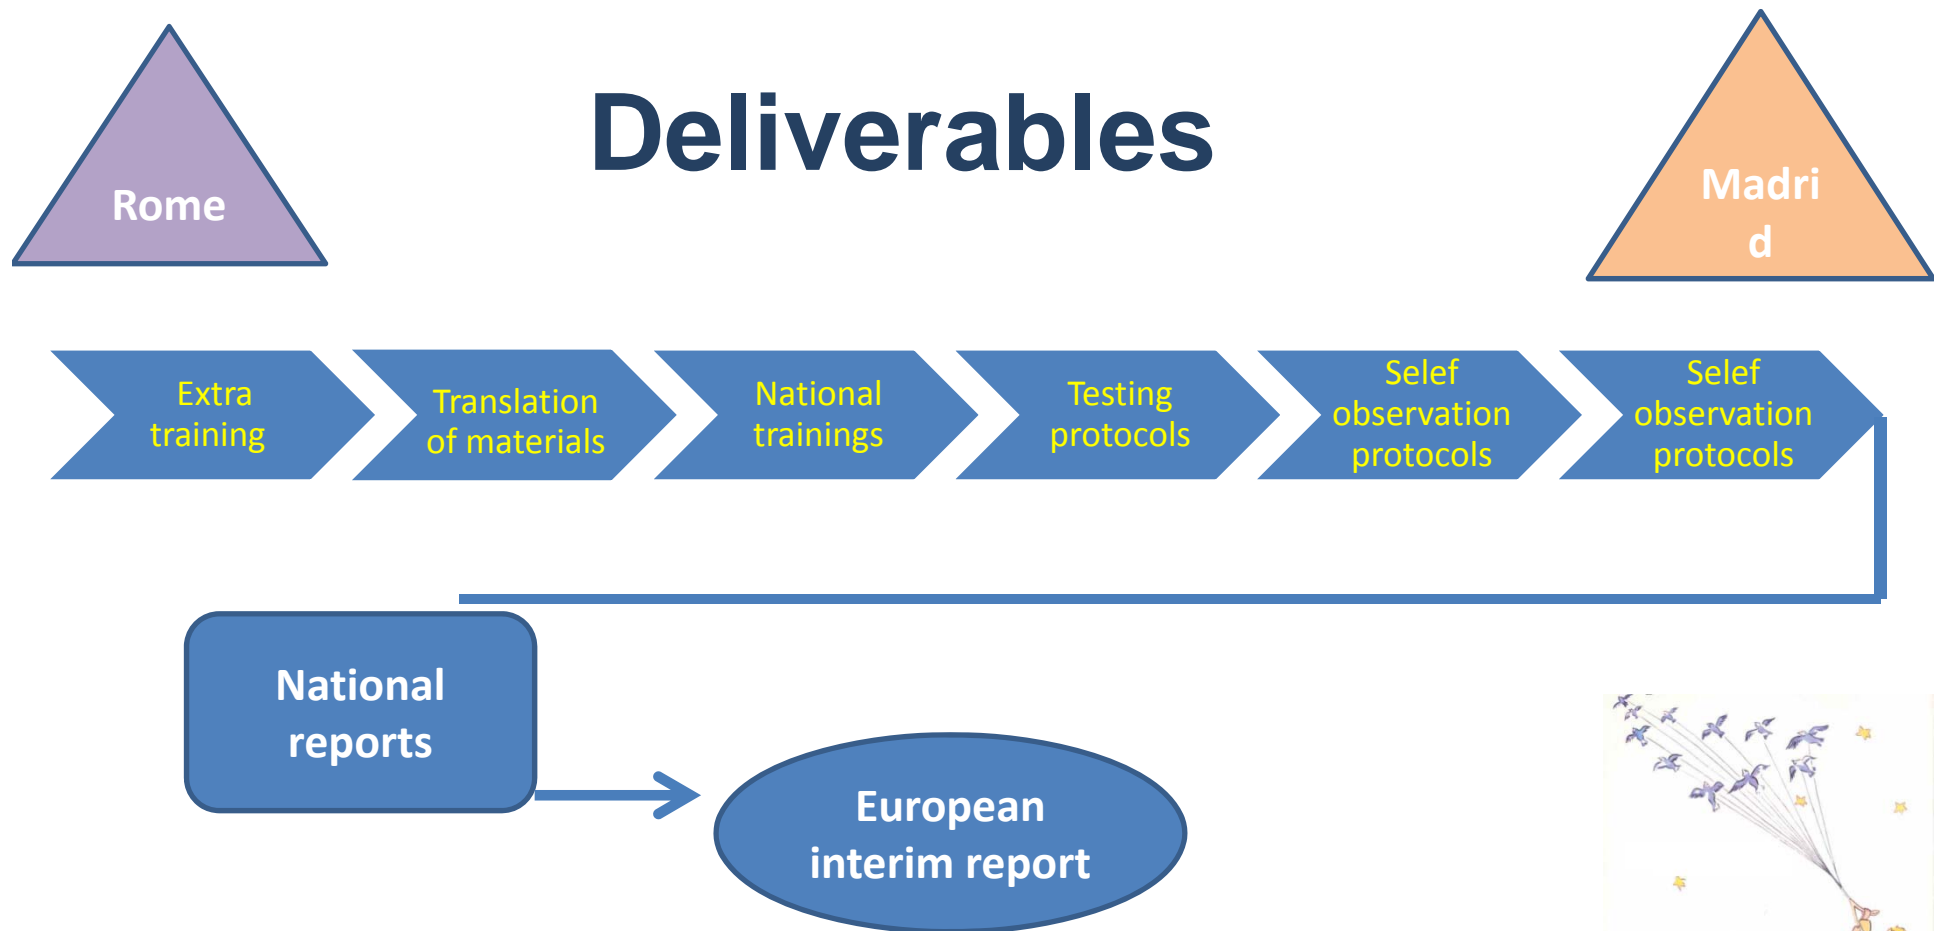 Deliverables
Rome
Madri
d
Extra
training
Translation
of materials
National
trainings
Testing
protocols
Selef
observation
protocols
Selef
observation
protocols
National
reports
European
interim report